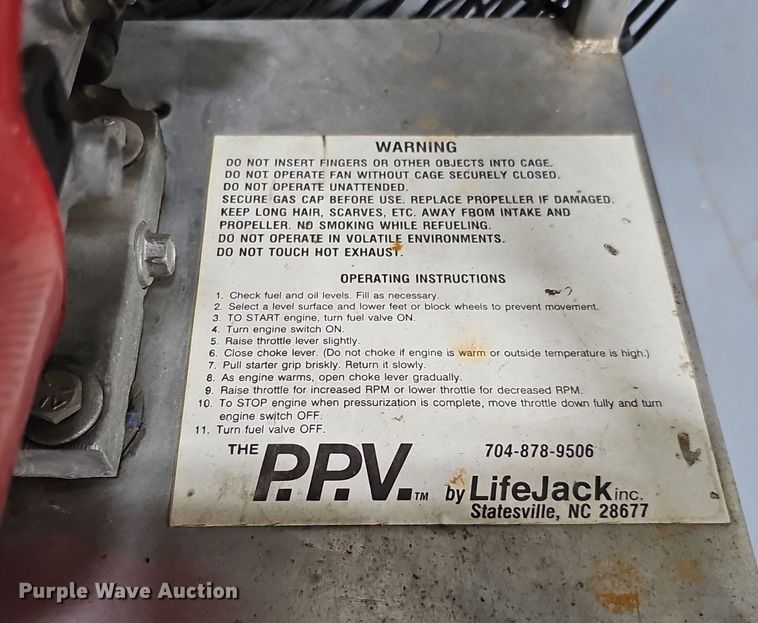 WARNING
DO NOT INSERT FINGERS OR OTHER OBJECTS INTO CAGE.
DO NOT OPERATE FAN WITHOUT CAGE SECURELY CLOSED.
DO NOT OPERATE UNATTENDED.
SECURE GAS CAP BEFORE USE. REPLACE PROPELLER IF DAMAGED.
KEEP LONG HAIR, SCARVES, ETC. AWAY FROM INTAKE AND
PROPELLER. NO SMOKING WHILE REFUELING.
DO NOT OPERATE IN VOLATILE ENVIRONMENTS.
DO NOT TOUCH HOT EXHAUST.
OPERATING INSTRUCTIONS
1. Check fuel and oil levels. Fill as necessary.
2. Select a level surface and lower feet or block wheels to prevent movement.
3. TO START engine, turn fuel valve ON.
4. Turn engine switch ON.
5. Raise throttle lever slightly.
6. Close choke lever. (Do not choke if engine is warm or outside temperature is high.)
7. Pull starter grip briskly. Return it slowly.
8. As engine warms, open choke lever gradually.
9. Raise throttle for increased RPM or lower throttle for decreased RPM.
10. To STOP engine when pressurization is complete, move throttle down fully and turn
engine switch OFF.
11. Turn fuel valve OFF.
THE P.P.V.™ 704-878-9506
by LifeJack inc.
Statesville, NC 28677
Purple Wave Auction